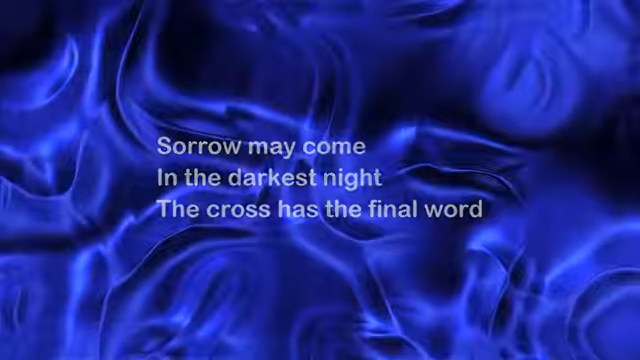 Sorrow may come
In the darkest night
The cross has the final word